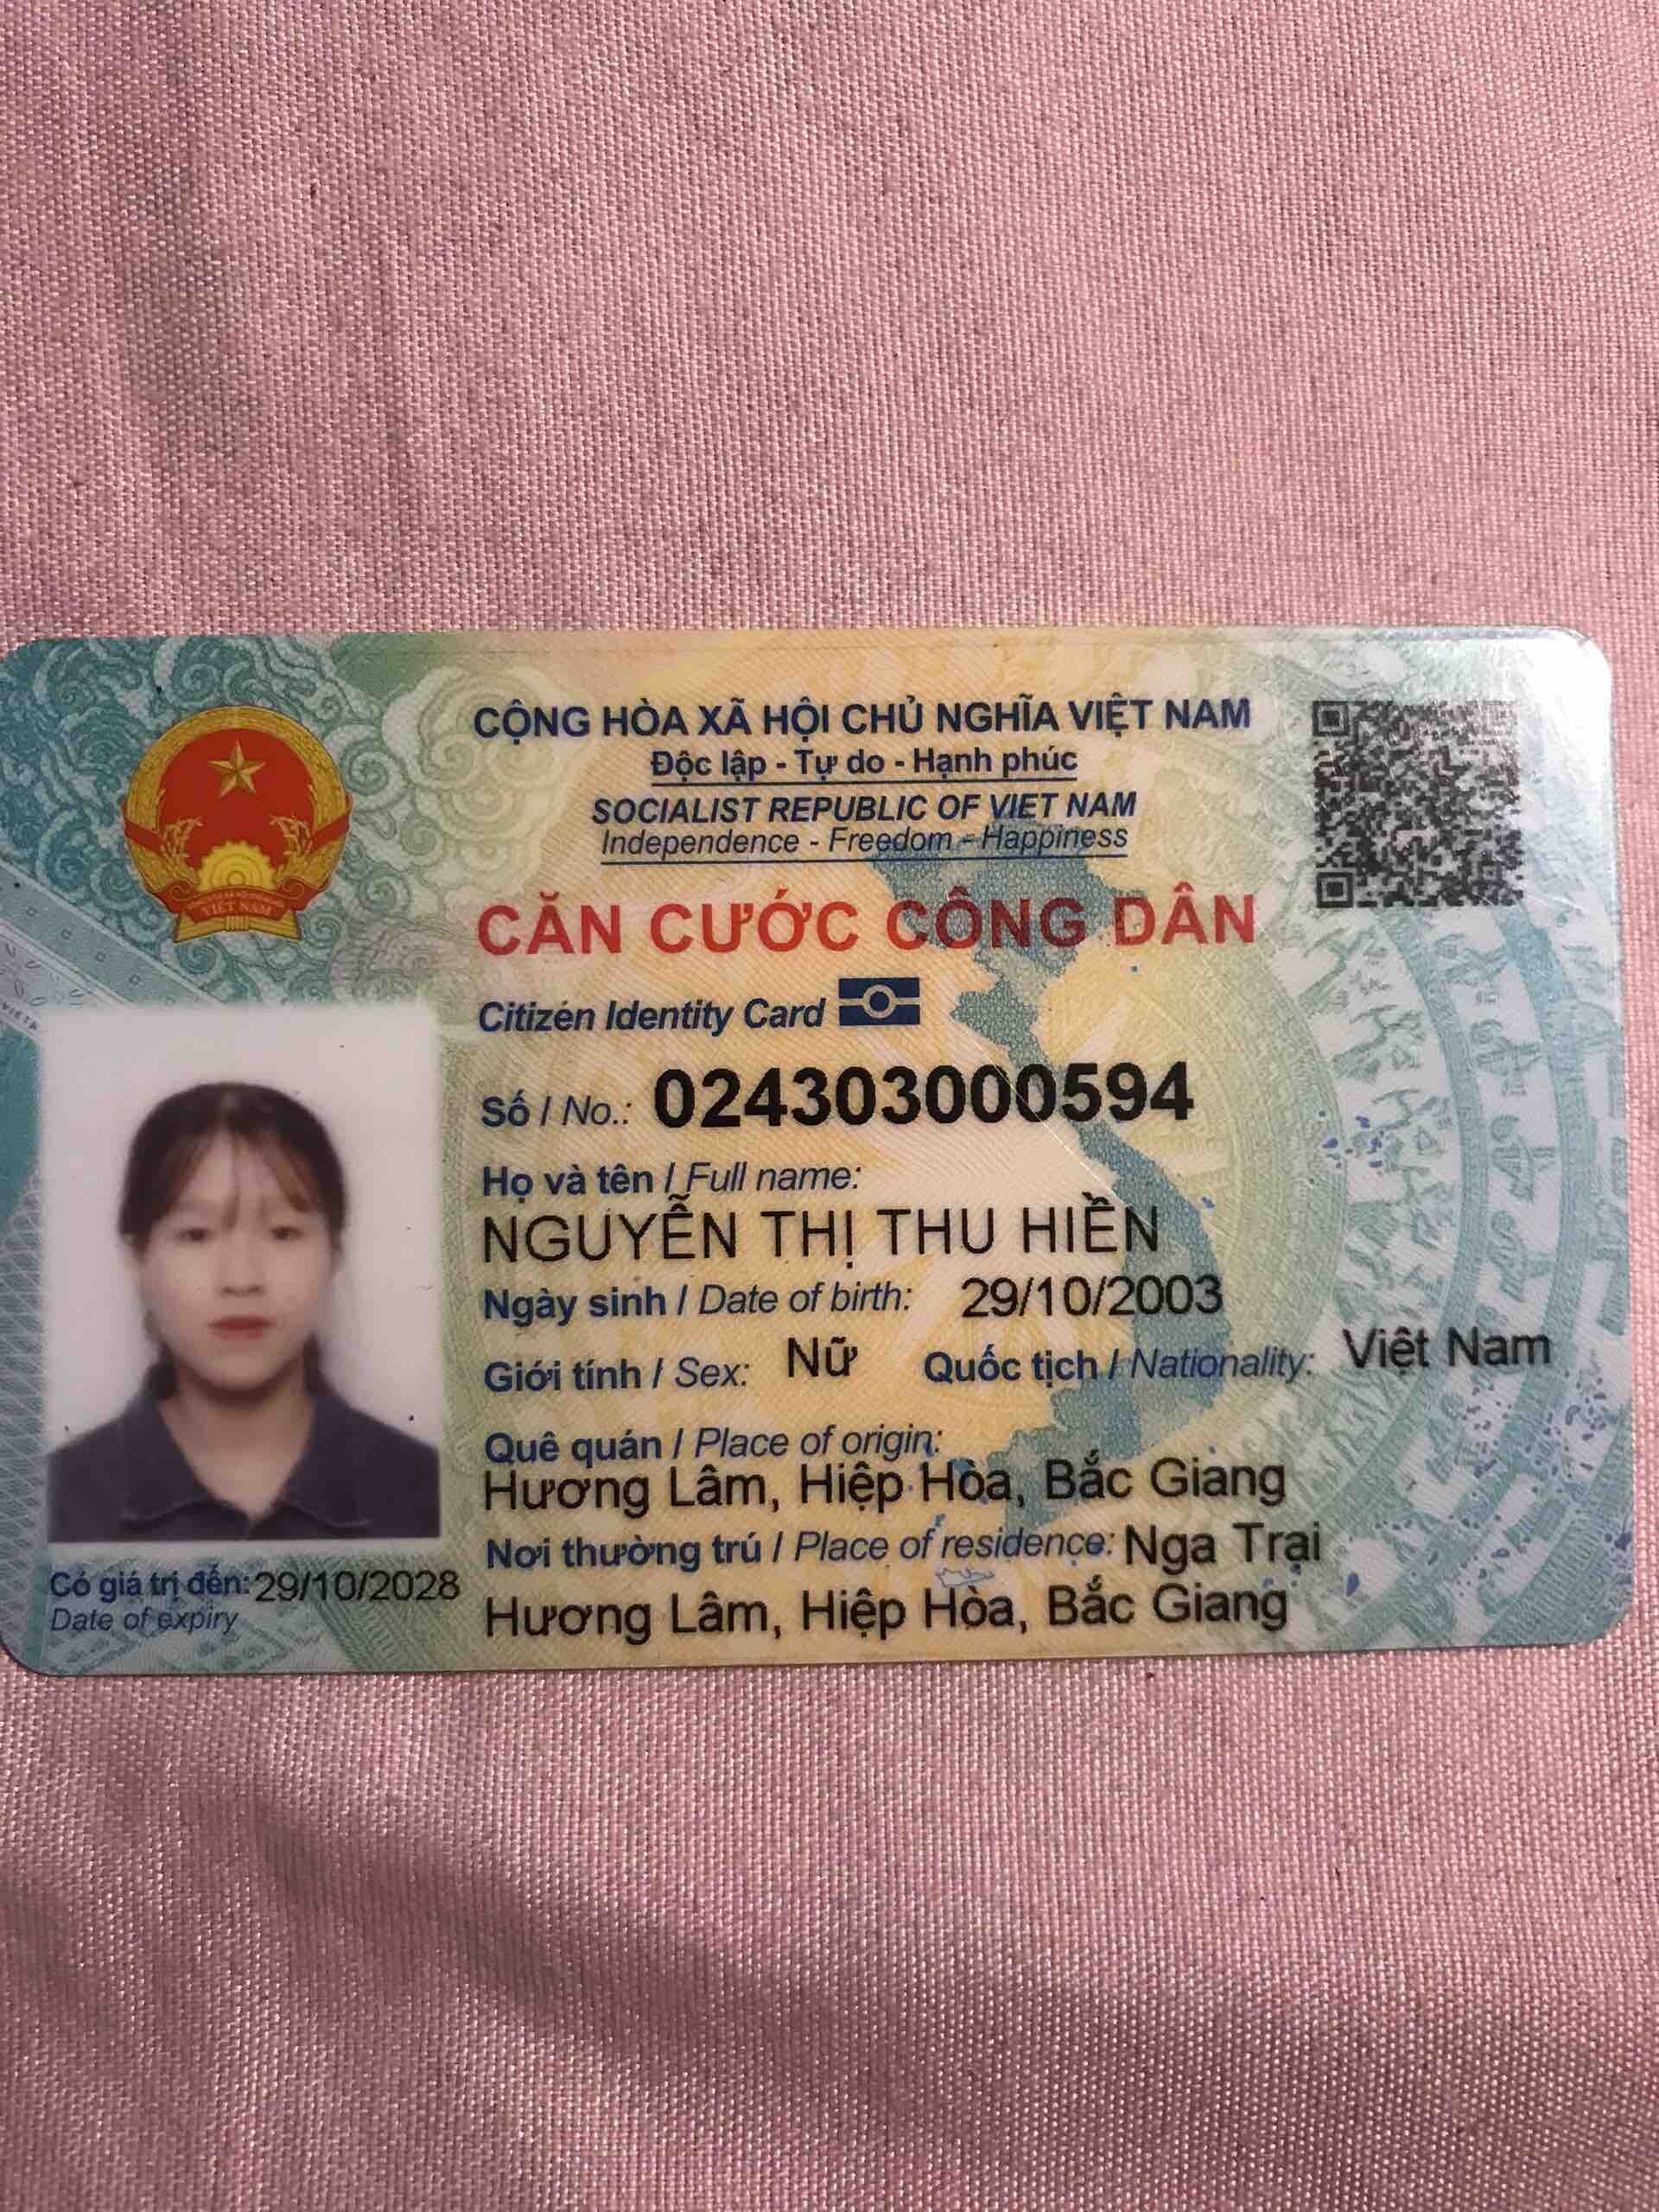 CỘNG HÒA XÃ HỘI CHỦ NGHĨA VIỆT NAM
Độc lập - Tự do - Hạnh phúc
SOCIALIST REPUBLIC OF VIET NAM
Independence - Freedom - Happiness
CĂN CƯỚC CÔNG DÂN
Citizen Identity Card
Số / No.: 024303000594
Họ và tên / Full name:
NGUYỄN THỊ THU HIỀN
Ngày sinh / Date of birth: 29/10/2003
Giới tính / Sex: Nữ Quốc tịch / Nationality: Việt Nam
Quê quán / Place of origin:
Hương Lâm, Hiệp Hòa, Bắc Giang
Nơi thường trú / Place of residence: Nga Trại
Hương Lâm, Hiệp Hòa, Bắc Giang
Có giá trị đến: 29/10/2028
Date of expiry
VIỆT NAM